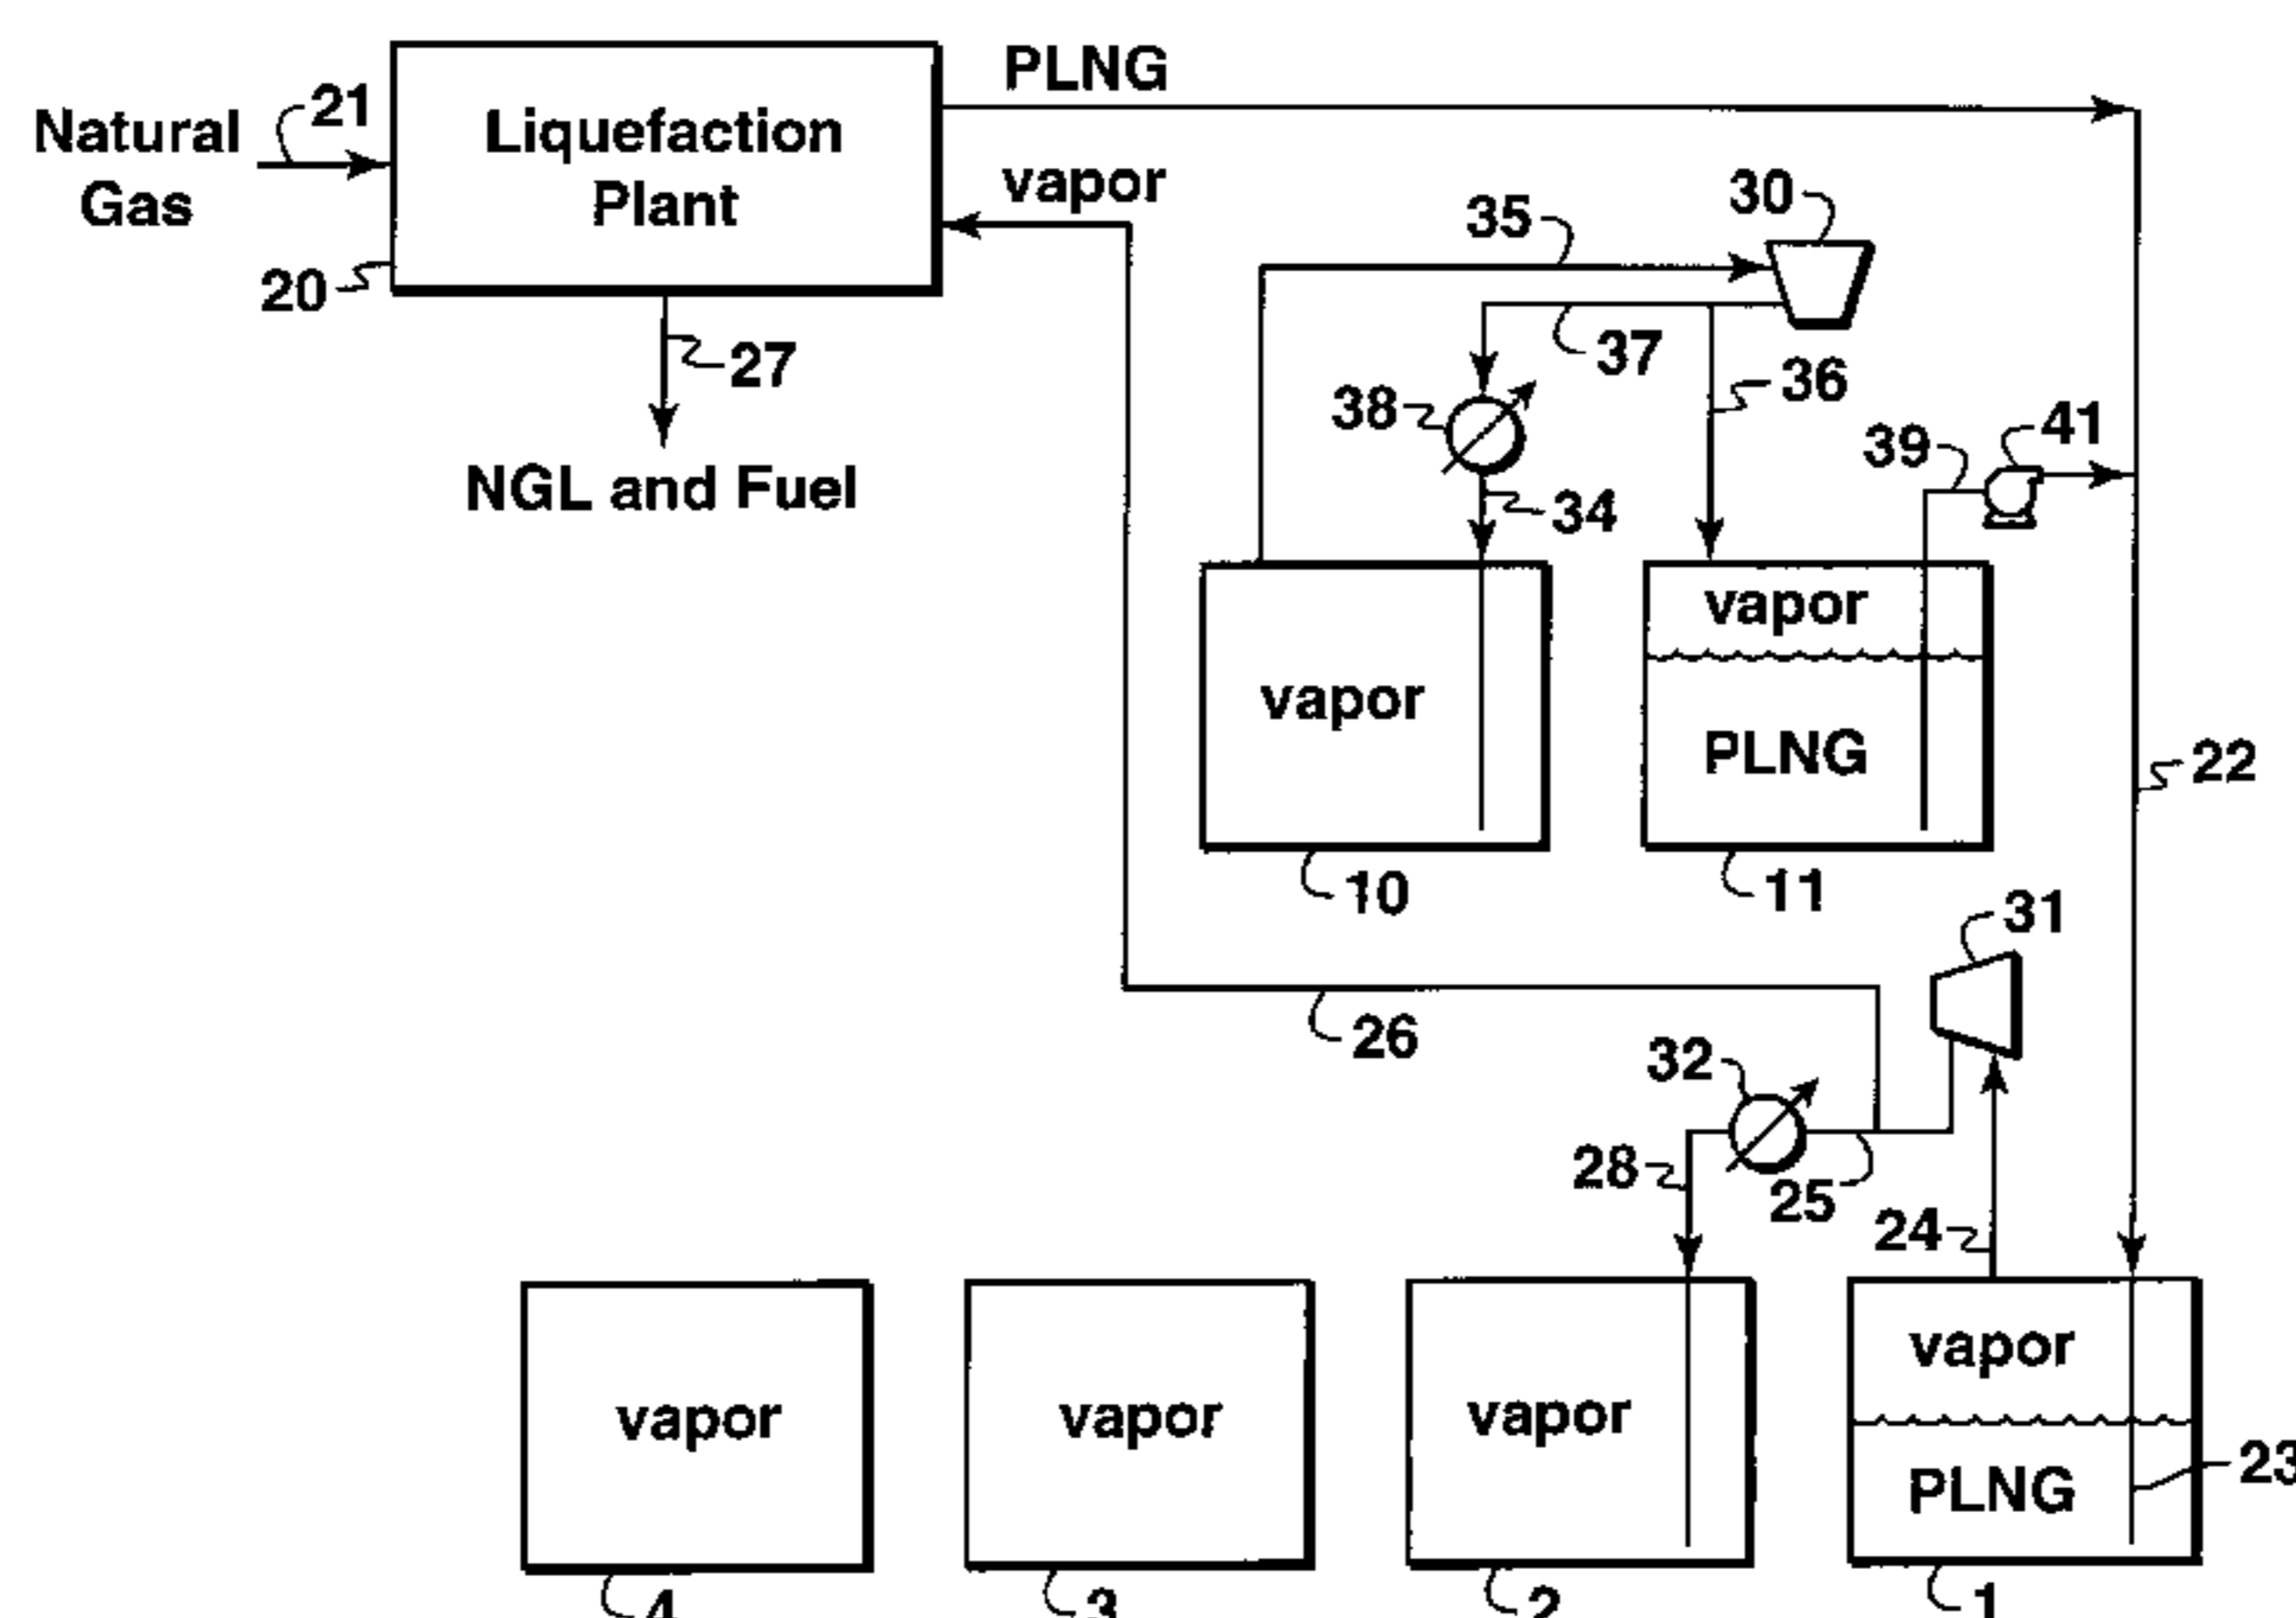 PLNG
21
Natural
Gas
Liquefaction
Plant
vapor
20
27
NGL and Fuel
30
35
37
36
38
34
39
41
vapor
vapor
PLNG
22
10
11
31
26
32
28
25
24
vapor
vapor
vapor
vapor
PLNG
23
4
3
2
1